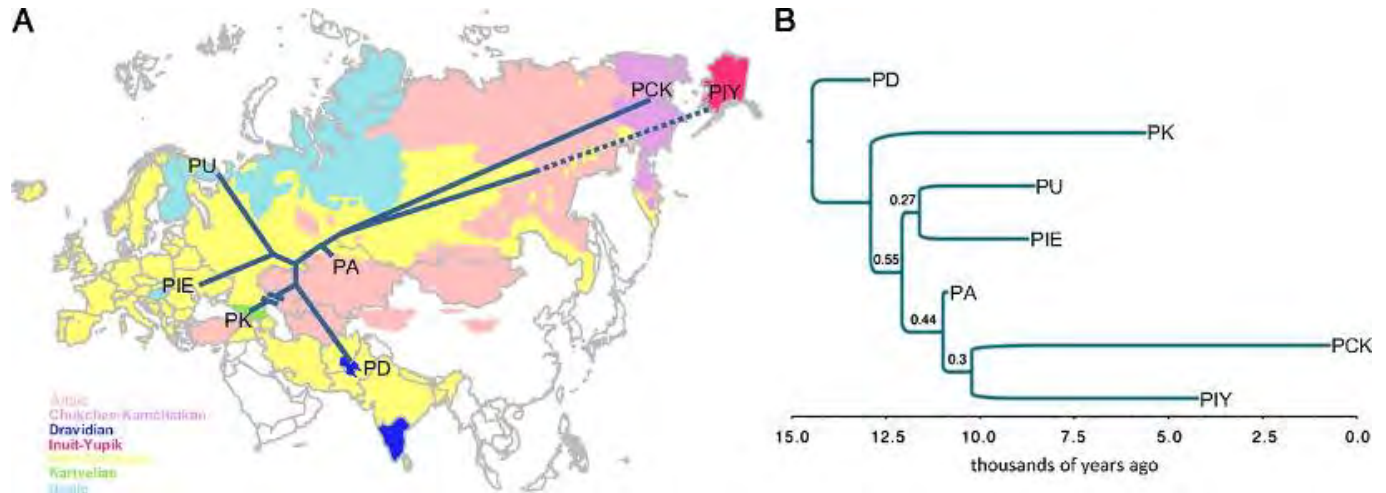 A
B
PCK
PIY
PU
PA
PIE
PK
PD
Altaic
Chukchee-Kamchatkan
Dravidian
Inuit-Yupik
Kartvelian
Uralic
PD
PK
PU
0.27
PIE
0.55
PA
0.44
PCK
0.3
PIY
15.0 12.5 10.0 7.5 5.0 2.5 0.0
thousands of years ago